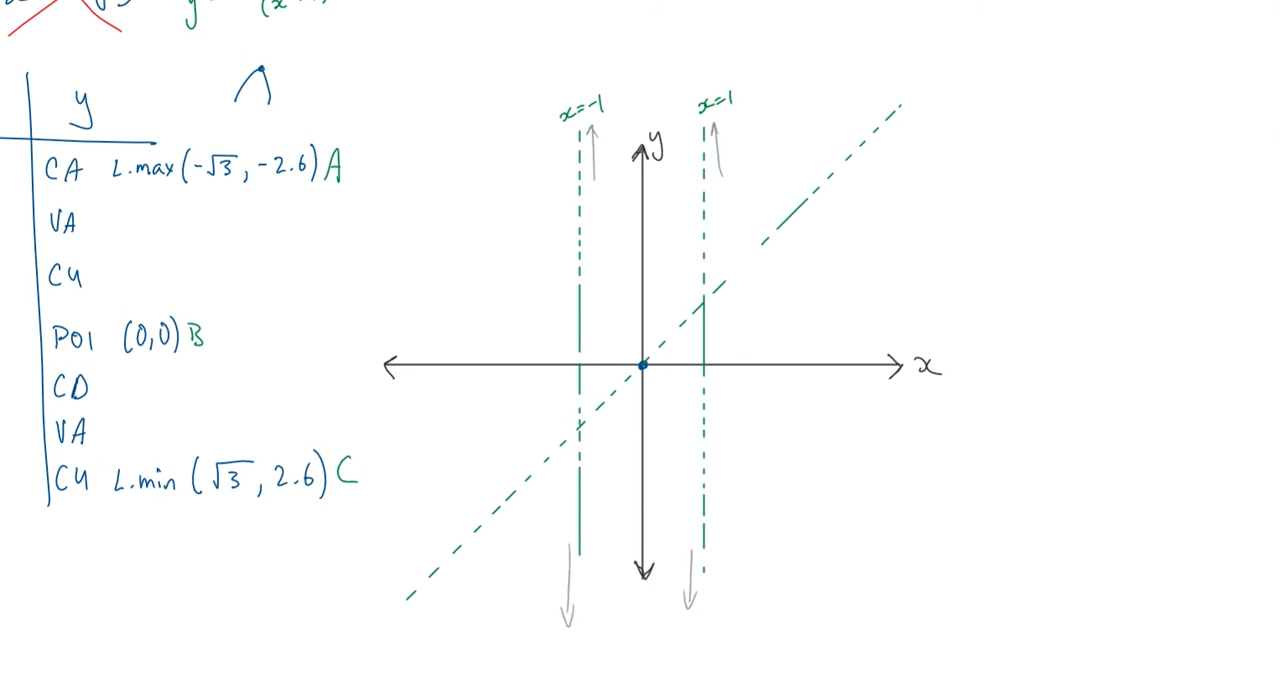 y
CA L.max (-√3, -2.6) A
VA
CU
POI (0,0) B
CD
VA
CU L.min (√3, 2.6) C
x=-1
x=1
y
x